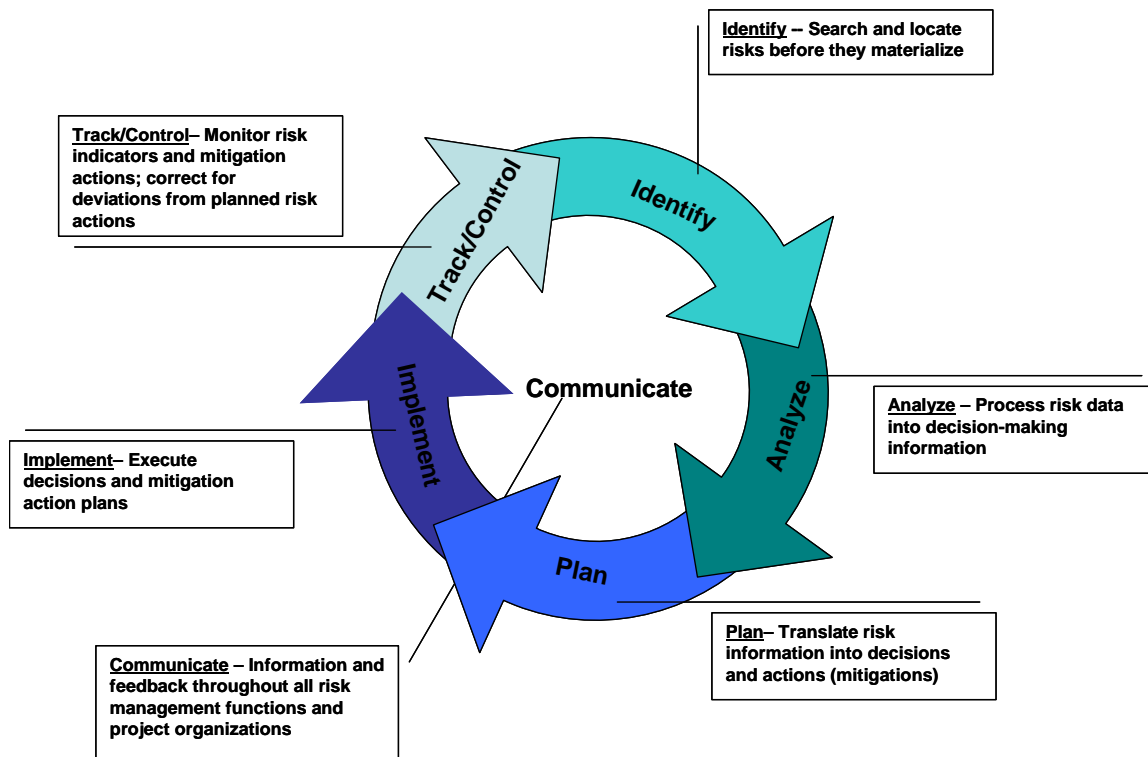 Identify – Search and locate
risks before they materialize
Track/Control– Monitor risk
indicators and mitigation
actions; correct for
deviations from planned risk
actions
Identify
Track/Control
Communicate
Analyze
Implement
Plan
Analyze – Process risk data
into decision-making
information
Implement– Execute
decisions and mitigation
action plans
Plan– Translate risk
information into decisions
and actions (mitigations)
Communicate – Information and
feedback throughout all risk
management functions and
project organizations